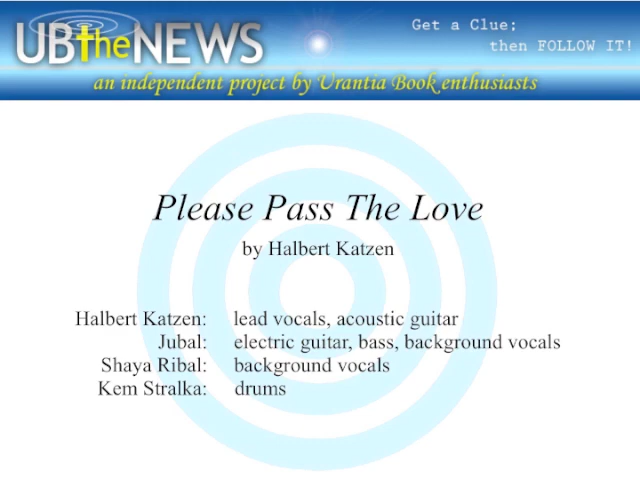 UBtheNEWS
Get a Clue;
then FOLLOW IT!
an independent project by Urantia Book enthusiasts
Please Pass The Love
by Halbert Katzen
Halbert Katzen: lead vocals, acoustic guitar
Jubal: electric guitar, bass, background vocals
Shaya Ribal: background vocals
Kem Stralka: drums